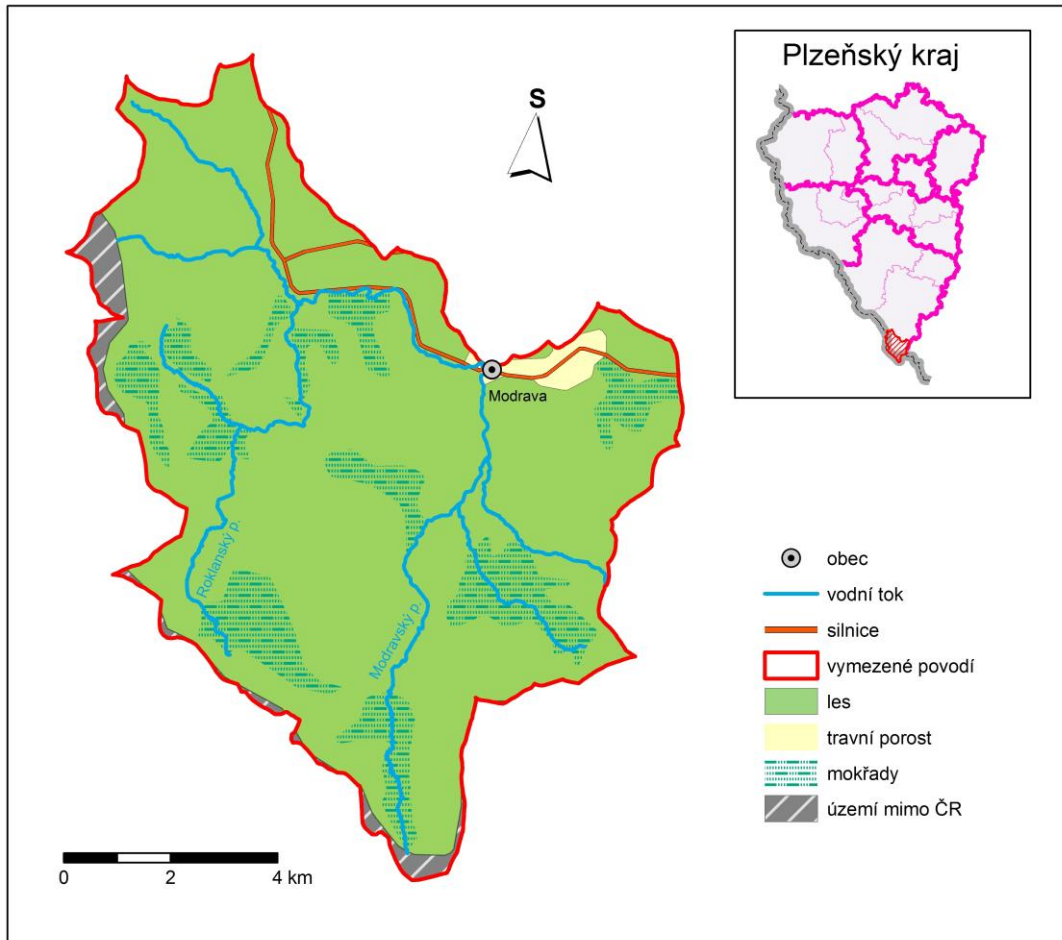 Plzeňský kraj
S
Modrava
Roklanský p.
Modravský p.
obec
vodní tok
silnice
vymezené povodí
les
travní porost
mokřady
území mimo ČR
0 2 4 km